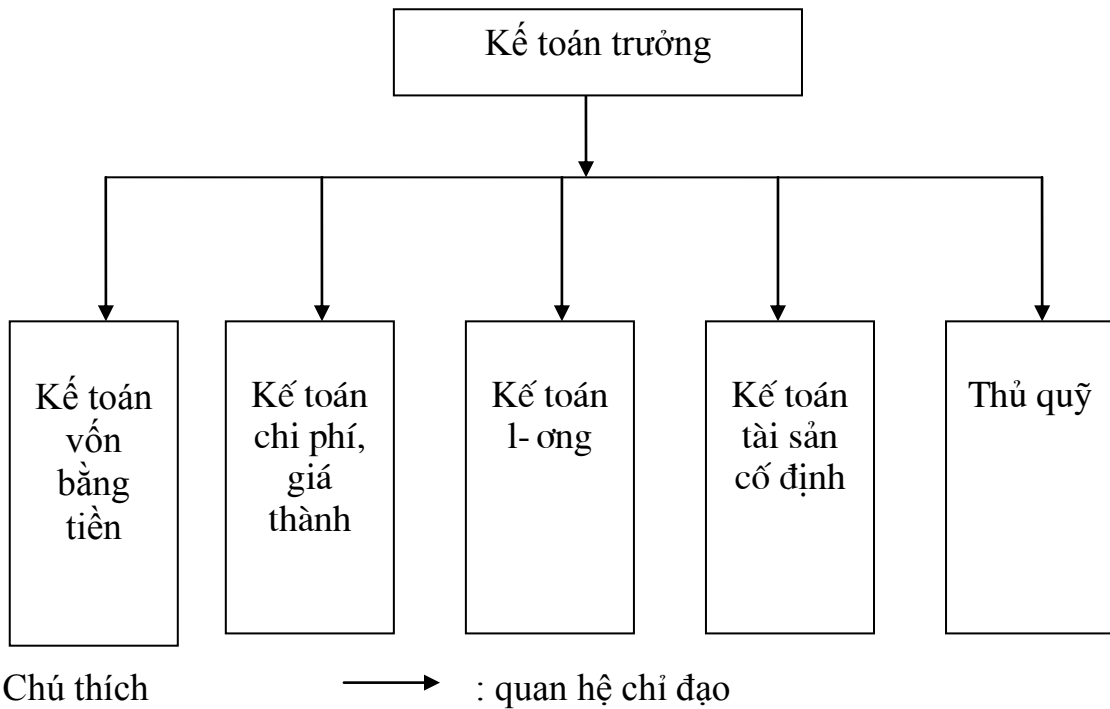 Kế toán trưởng
Kế toán
vốn
bằng
tiền
Kế toán
chi phí,
giá
thành
Kế toán
l- ơng
Kế toán
tài sản
cố định
Thủ quỹ
Chú thích : quan hệ chỉ đạo